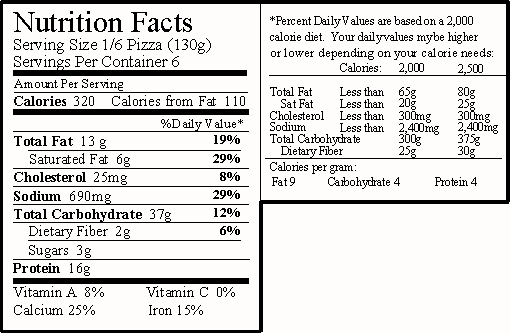 Nutrition Facts
Serving Size 1/6 Pizza (130g)
Servings Per Container 6
Amount Per Serving
Calories 320 Calories from Fat 110
%Daily Value*
Total Fat 13 g 19%
Saturated Fat 6g 29%
Cholesterol 25mg 8%
Sodium 690mg 29%
Total Carbohydrate 37g 12%
Dietary Fiber 2g 6%
Sugars 3g
Protein 16g
Vitamin A 8% Vitamin C 0%
Calcium 25% Iron 15%
*Percent Daily Values are based on a 2,000
calorie diet. Your dailyvalues mybe higher
or lower depending on your calorie needs:
Calories: 2,000 2,500
Total Fat Less than 65g 80g
Sat Fat Less than 20g 25g
Cholesterol Less than 300mg 300mg
Sodium Less than 2,400mg 2,400mg
Total Carbohydrate 300g 375g
Dietary Fiber 25g 30g
Calories per gram:
Fat 9 Carbohydrate 4 Protein 4